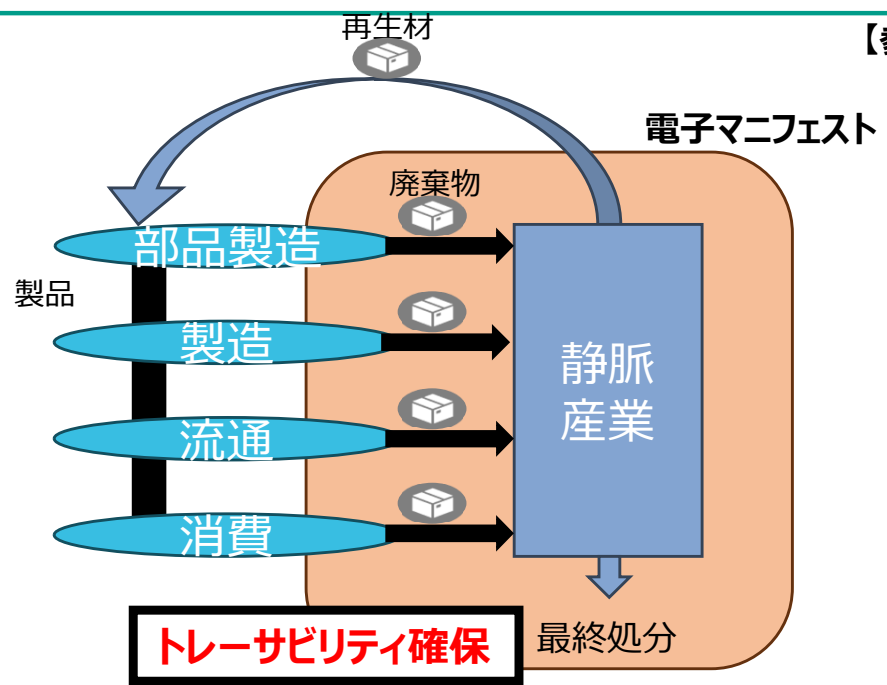 再生材
【参
電子マニフェスト
廃棄物
部品製造
製品
製造
静脈
産業
流通
消費
トレーサビリティ確保
最終処分